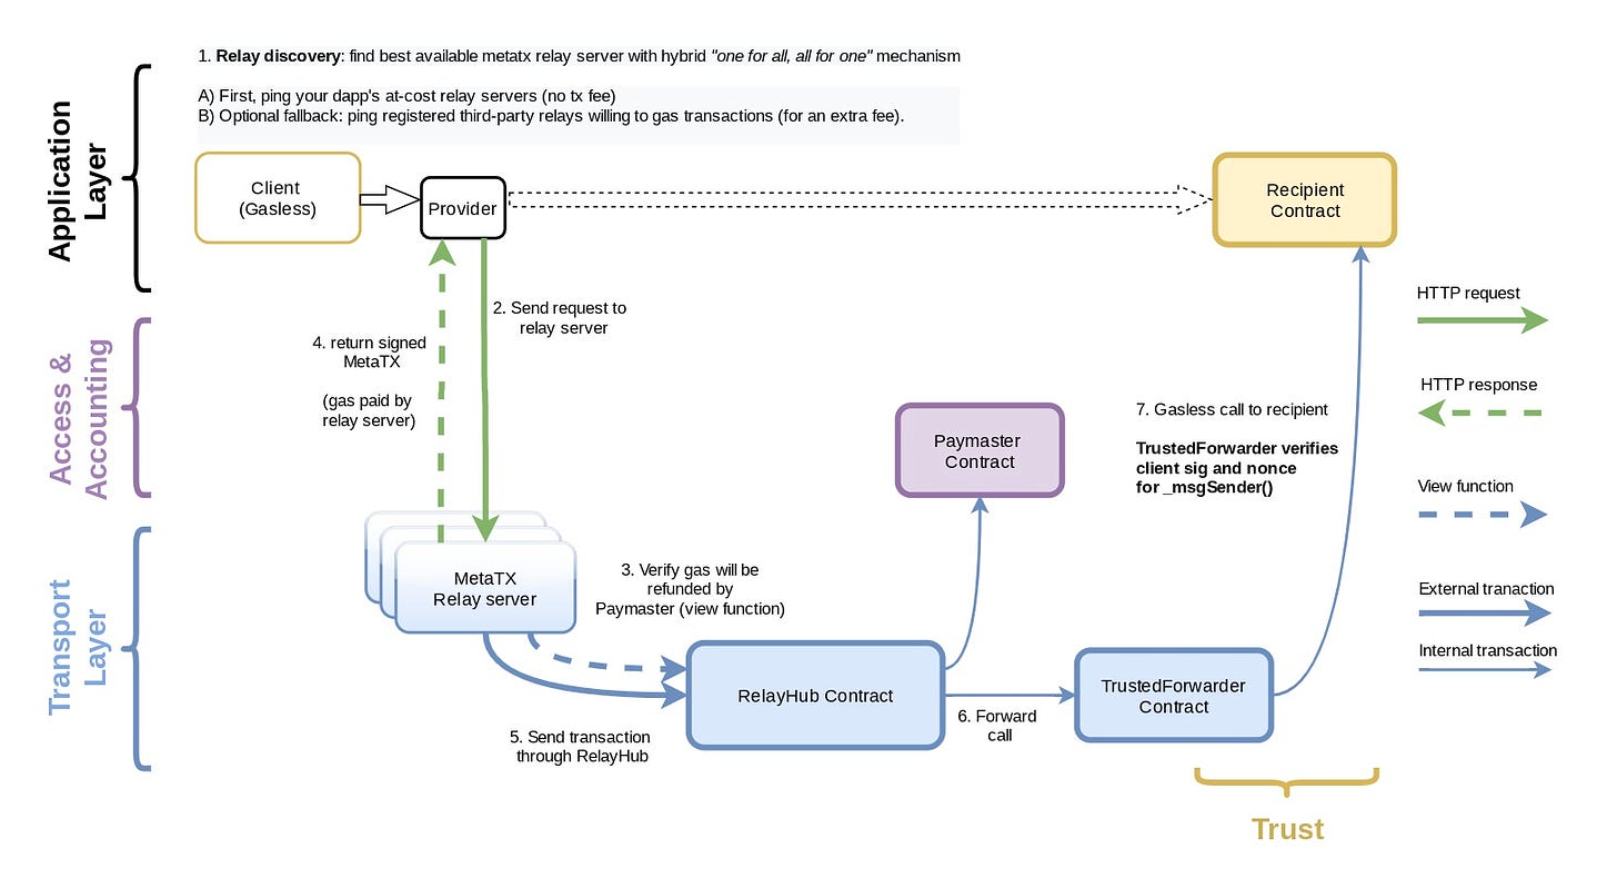 1. Relay discovery: find best available metatx relay server with hybrid "one for all, all for one" mechanism
A) First, ping your dapp's at-cost relay servers (no tx fee)
B) Optional fallback: ping registered third-party relays willing to gas transactions (for an extra fee).
Application
Layer
Client
(Gasless)
Provider
Recipient
Contract
2. Send request to
relay server
4. return signed
MetaTX
(gas paid by
relay server)
HTTP request
HTTP response
View function
External tranaction
Internal transaction
Access &
Accounting
Paymaster
Contract
7. Gasless call to recipient
TrustedForwarder verifies
client sig and nonce
for _msgSender()
Transport
Layer
MetaTX
Relay server
3. Verify gas will be
refunded by
Paymaster (view function)
RelayHub Contract
TrustedForwarder
Contract
5. Send transaction
through RelayHub
6. Forward
call
Trust